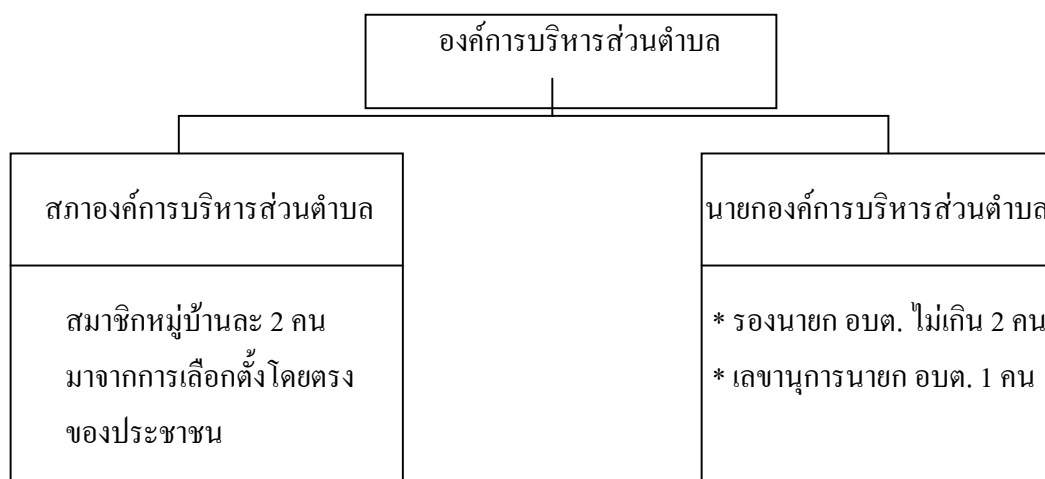 องค์การบริหารส่วนตำบล
สภาองค์การบริหารส่วนตำบล
สมาชิกหมู่บ้านละ 2 คน
มาจากการเลือกตั้งโดยตรง
ของประชาชน
นายกองค์การบริหารส่วนตำบล
* รองนายก อบต. ไม่เกิน 2 คน
* เลขานุการนายก อบต. 1 คน